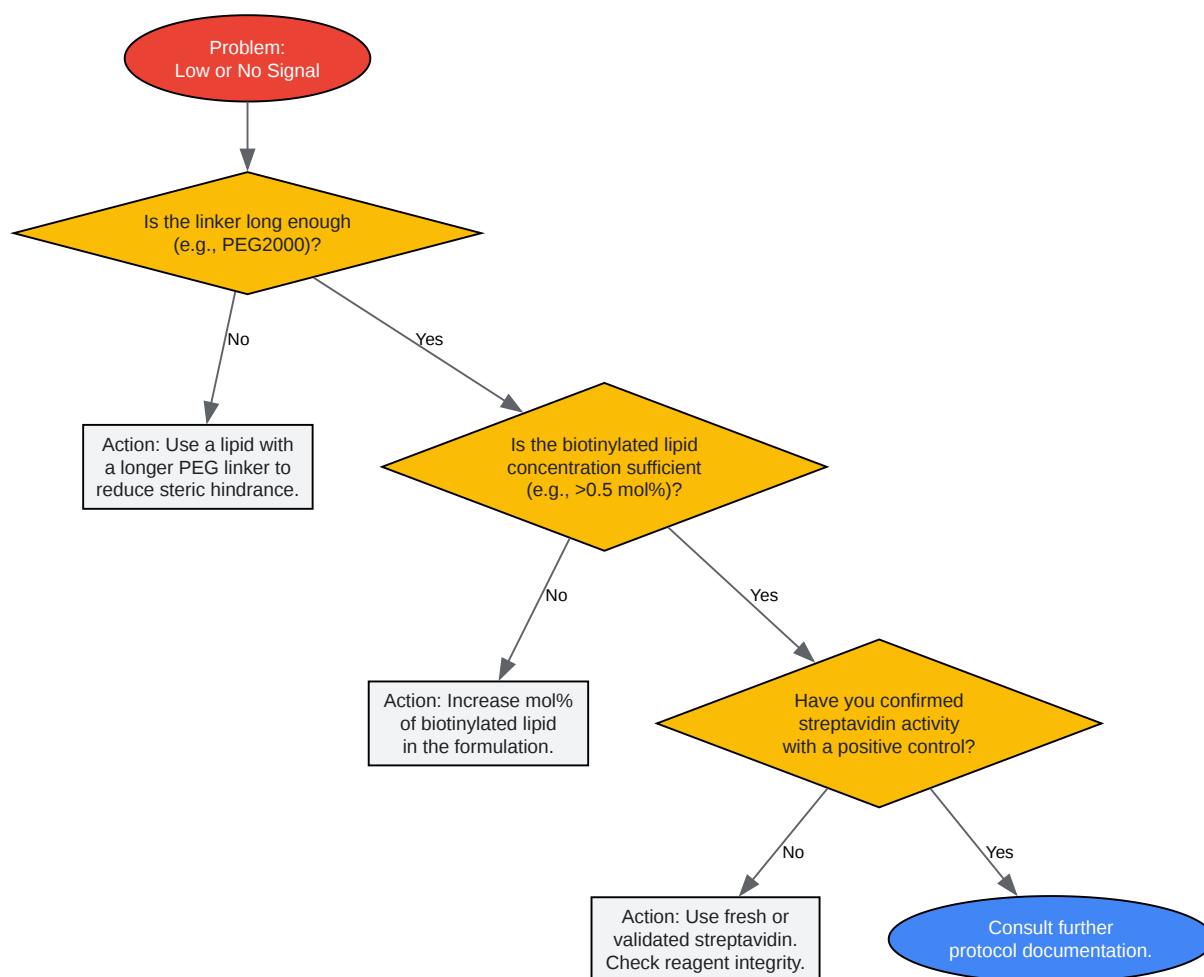 Problem:
Low or No Signal
Is the linker long enough
(e.g., PEG2000)?
No
Yes
Action: Use a lipid with
a longer PEG linker to
reduce steric hindrance.
Is the biotinylated lipid
concentration sufficient
(e.g., >0.5 mol%)?
No
Yes
Action: Increase mol%
of biotinylated lipid
in the formulation.
Have you confirmed
streptavidin activity
with a positive control?
No
Yes
Action: Use fresh or
validated streptavidin.
Check reagent integrity.
Consult further
protocol documentation.